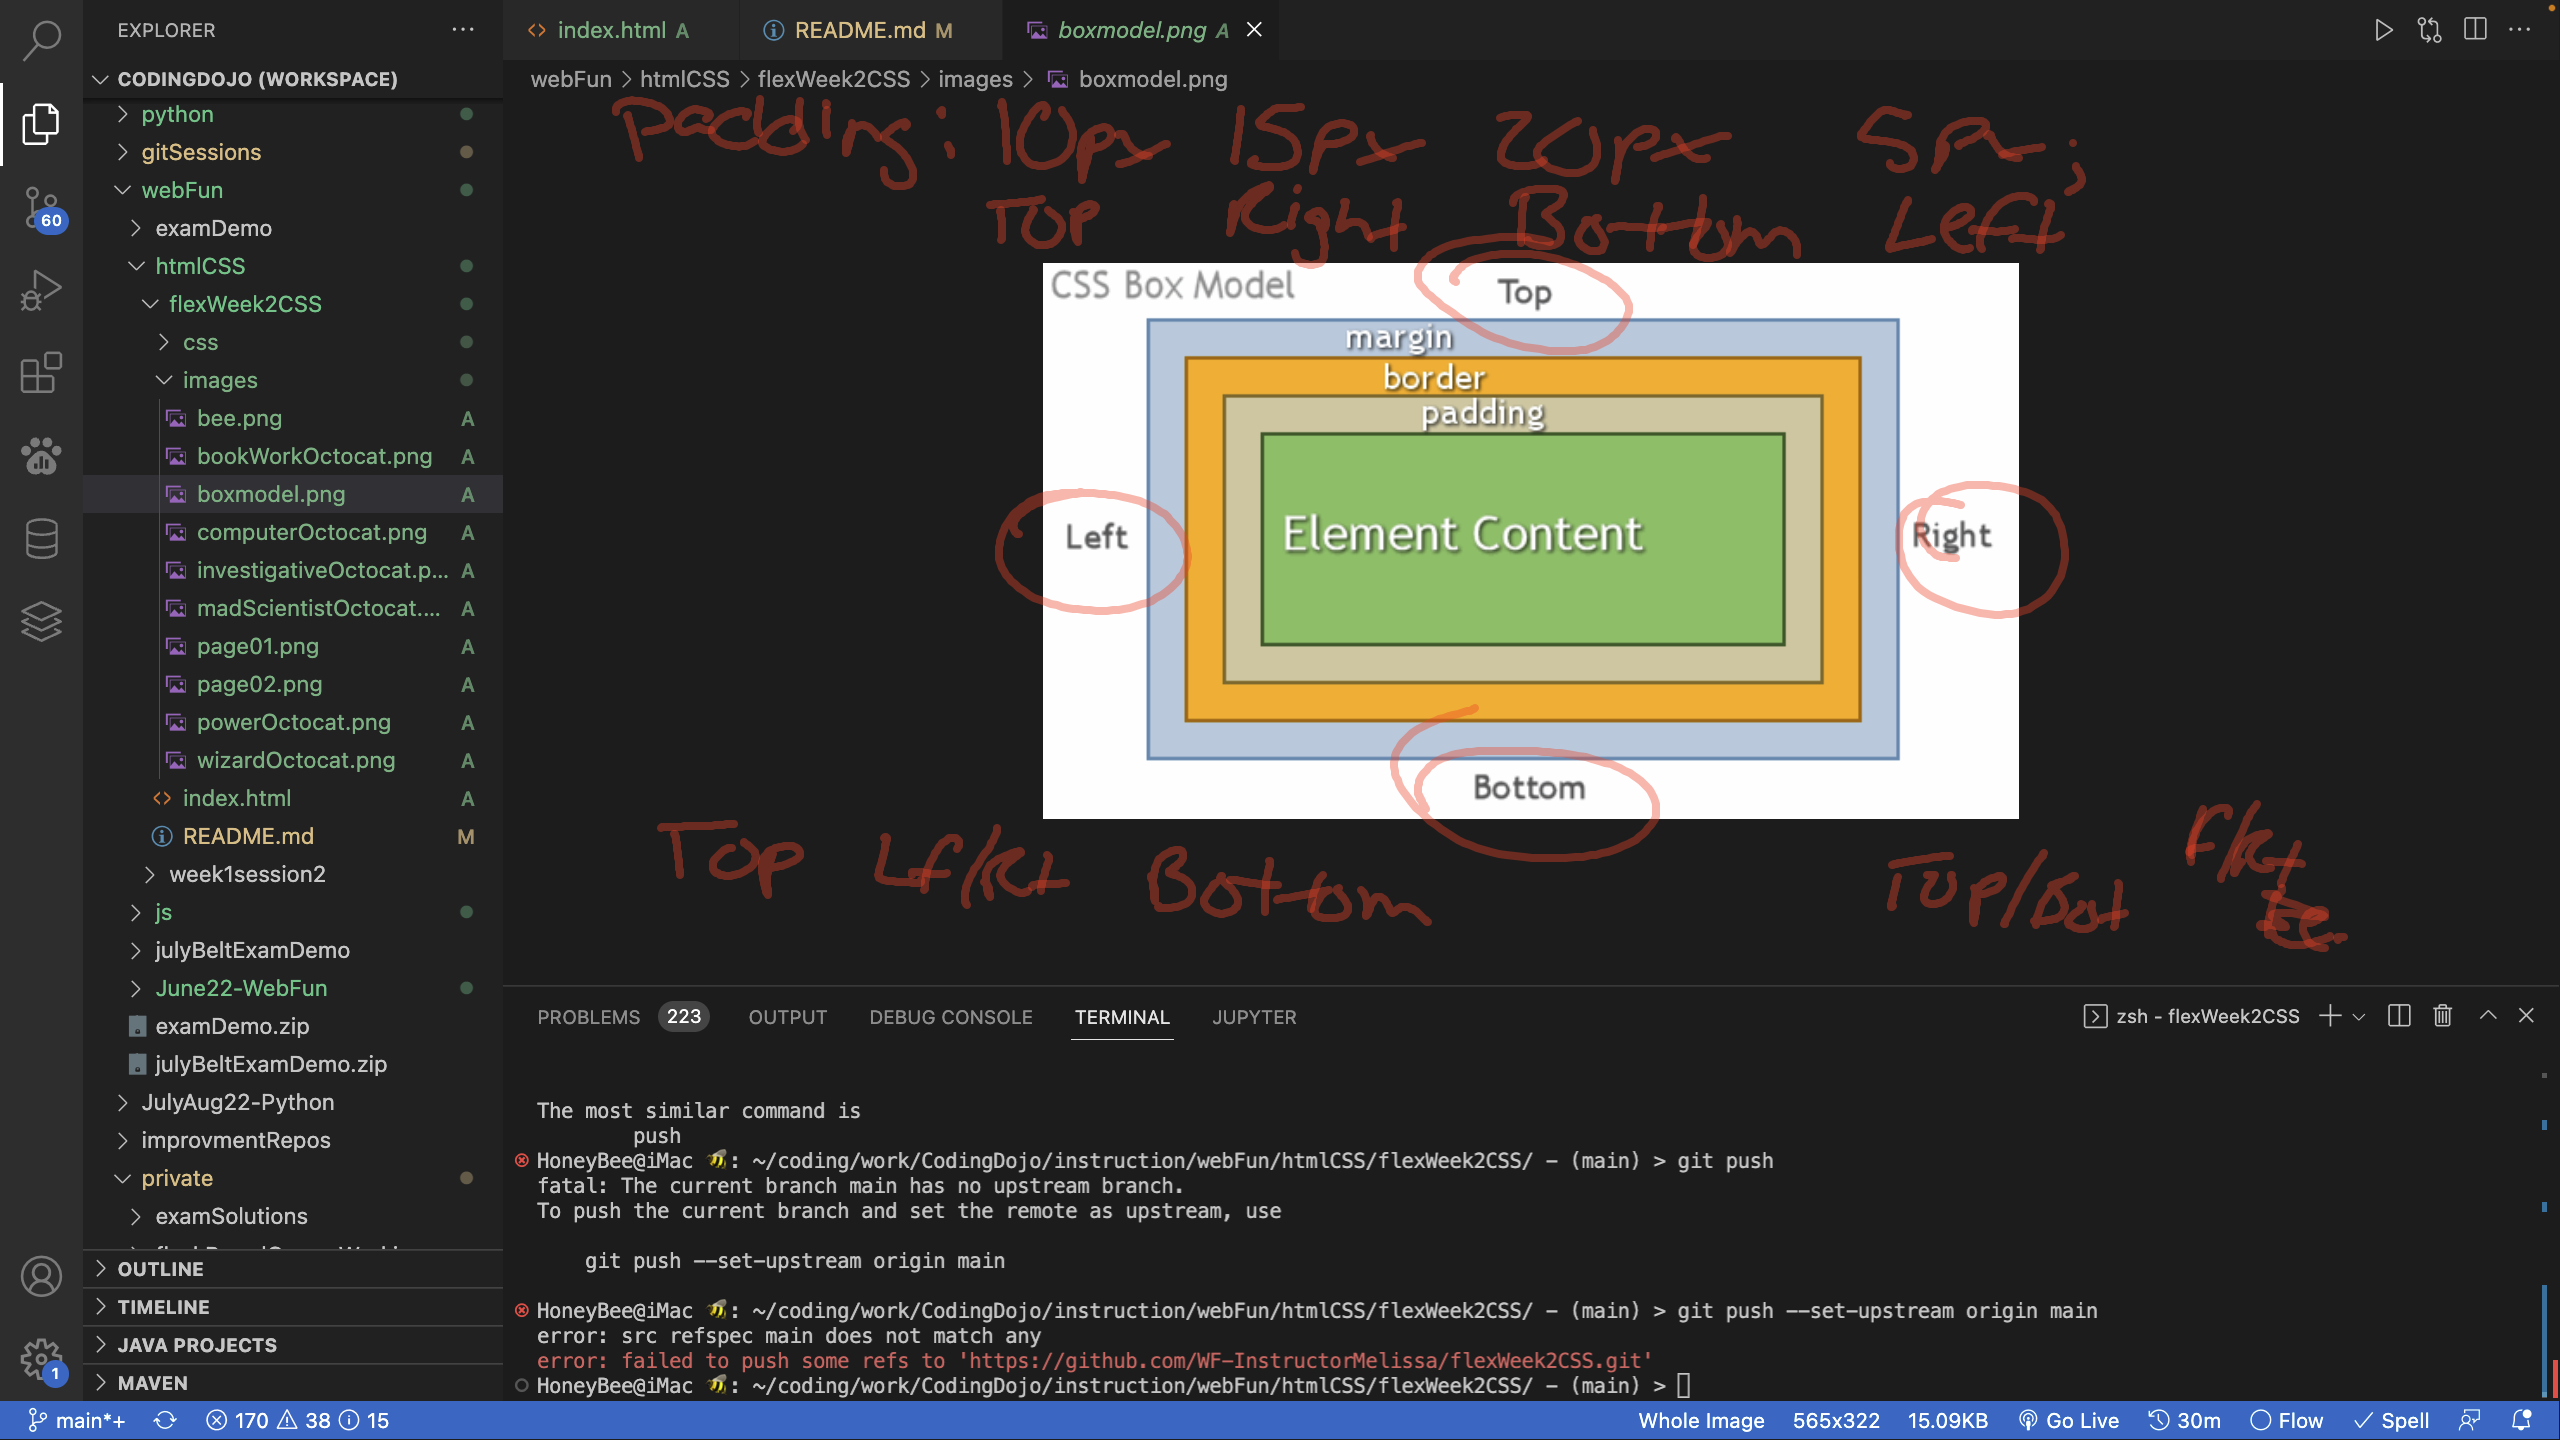 EXPLORER
CODINGDOJO (WORKSPACE)
python
gitSessions
webFun
examDemo
htmlCSS
flexWeek2CSS
css
images
bee.png A
bookWorkOctocat.png A
boxmodel.png A
computerOctocat.png A
investigativeOctocat.p... A
madScientistOctocat.... A
page01.png A
page02.png A
powerOctocat.png A
wizardOctocat.png A
index.html A
README.md M
week1session2
js
julyBeltExamDemo
June22-WebFun
examDemo.zip
julyBeltExamDemo.zip
JulyAug22-Python
improvmentRepos
private
examSolutions
OUTLINE
TIMELINE
JAVA PROJECTS
MAVEN
60
1
index.html A README.md M boxmodel.png A
webFun > htmlCSS > flexWeek2CSS > images > boxmodel.png
padding: 10px 15px 20px 5px;
TOP Right Bottom Left
CSS Box Model
Top
margin
border
padding
Left
Element Content
Right
Bottom
Top Lf/Rt Bottom
Top/Bot
PROBLEMS 223 OUTPUT DEBUG CONSOLE TERMINAL JUPYTER
zsh - flexWeek2CSS
The most similar command is
push
HoneyBee@iMac 🐝: ~/coding/work/CodingDojo/instruction/webFun/htmlCSS/flexWeek2CSS/ - (main) > git push
fatal: The current branch main has no upstream branch.
To push the current branch and set the remote as upstream, use
git push --set-upstream origin main
HoneyBee@iMac 🐝: ~/coding/work/CodingDojo/instruction/webFun/htmlCSS/flexWeek2CSS/ - (main) > git push --set-upstream origin main
error: src refspec main does not match any
error: failed to push some refs to 'https://github.com/WF-InstructorMelissa/flexWeek2CSS.git'
HoneyBee@iMac 🐝: ~/coding/work/CodingDojo/instruction/webFun/htmlCSS/flexWeek2CSS/ - (main) >
main*+ 170 38 15 Whole Image 565x322 15.09KB Go Live 30m Flow Spell